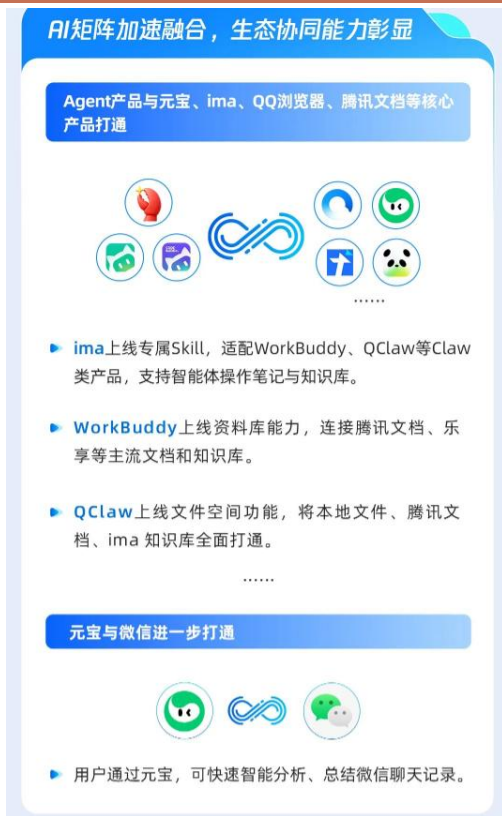 AI矩阵加速融合，生态协同能力彰显
Agent产品与元宝、ima、QQ浏览器、腾讯文档等核心
产品打通
......
ima上线专属Skill，适配WorkBuddy、QClaw等Claw
类产品，支持智能体操作笔记与知识库。
WorkBuddy上线资料库能力，连接腾讯文档、乐
享等主流文档和知识库。
QClaw上线文件空间功能，将本地文件、腾讯文
档、ima 知识库全面打通。
......
元宝与微信进一步打通
用户通过元宝，可快速智能分析、总结微信聊天记录。